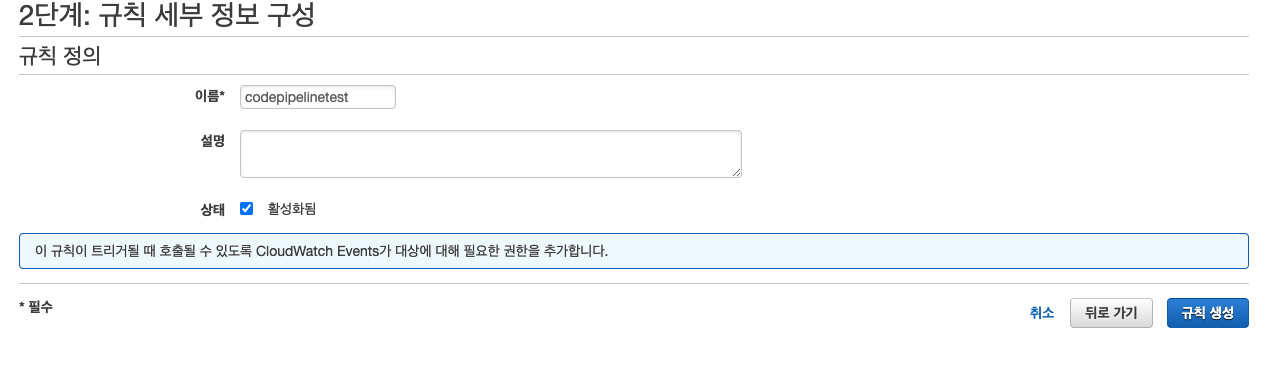 2단계: 규칙 세부 정보 구성
규칙 정의
이름* codepipelinetest
설명
상태 활성화됨
이 규칙이 트리거될 때 호출될 수 있도록 CloudWatch Events가 대상에 대해 필요한 권한을 추가합니다.
* 필수 취소 뒤로 가기 규칙 생성